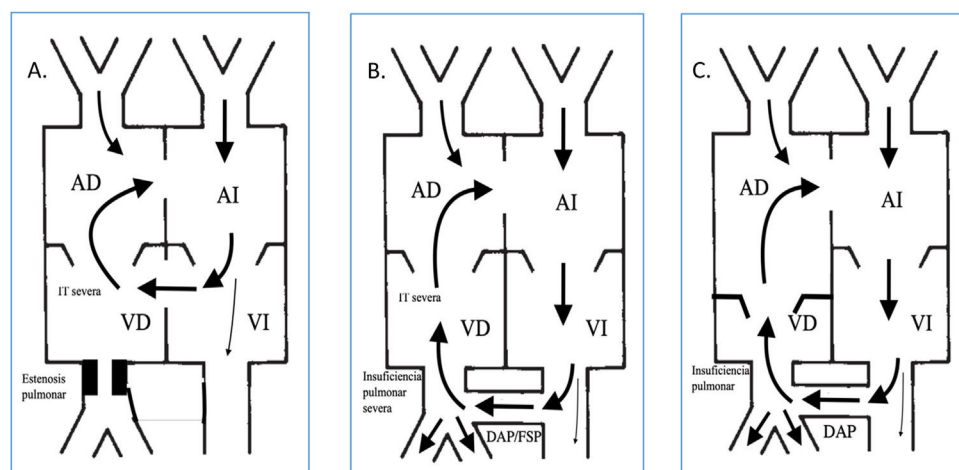 A.
AD
AI
IT severa
VD
VI
Estenosis
pulmonar
B.
AD
AI
IT severa
VD
VI
Insuficiencia
pulmonar
severa
DAP/FSP
C.
AD
AI
VD
VI
Insuficiencia
pulmonar
DAP